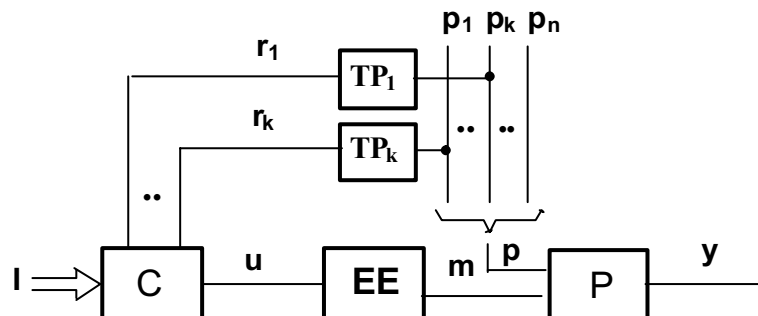 p1 pk pn
r1 TP1
rk TPk
.. ..
..
I C u EE m p P y